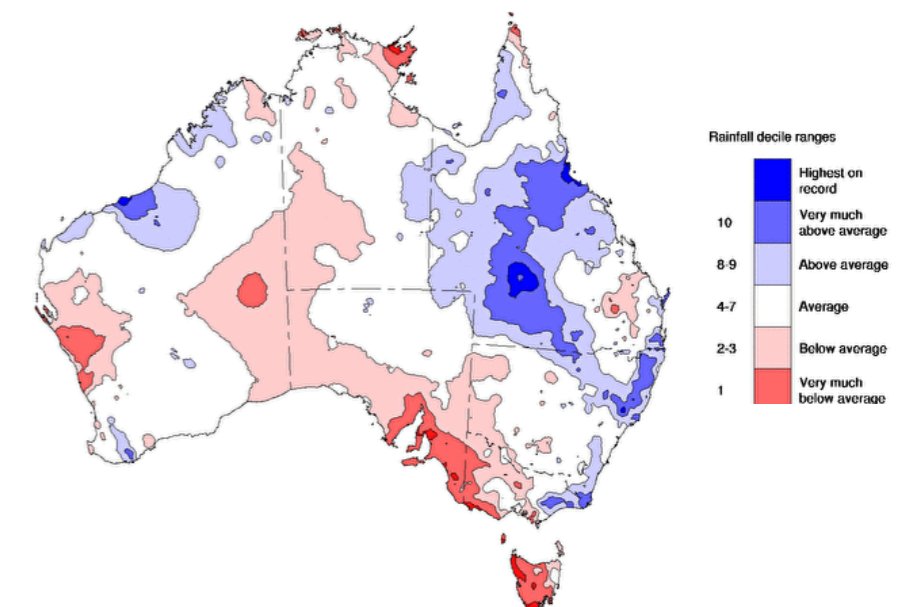 Rainfall decile ranges
Highest on
record
10
Very much
above average
8-9
Above average
4-7
Average
2-3
Below average
1
Very much
below average